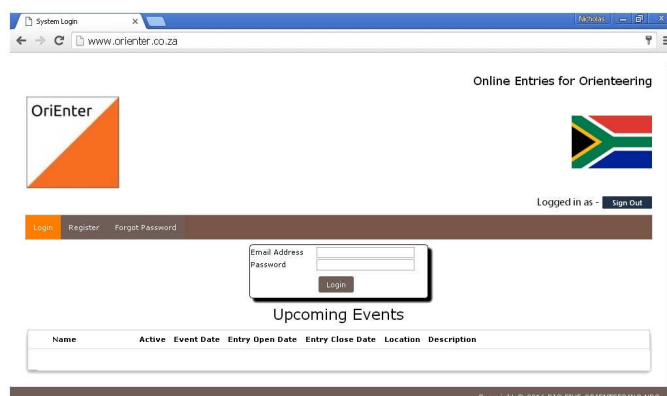 System Login
Nicholas
www.orienter.co.za
Online Entries for Orienteering
OriEnter
Logged in as - Sign Out
Login Register Forgot Password
Email Address
Password
Login
Upcoming Events
Name Active Event Date Entry Open Date Entry Close Date Location Description